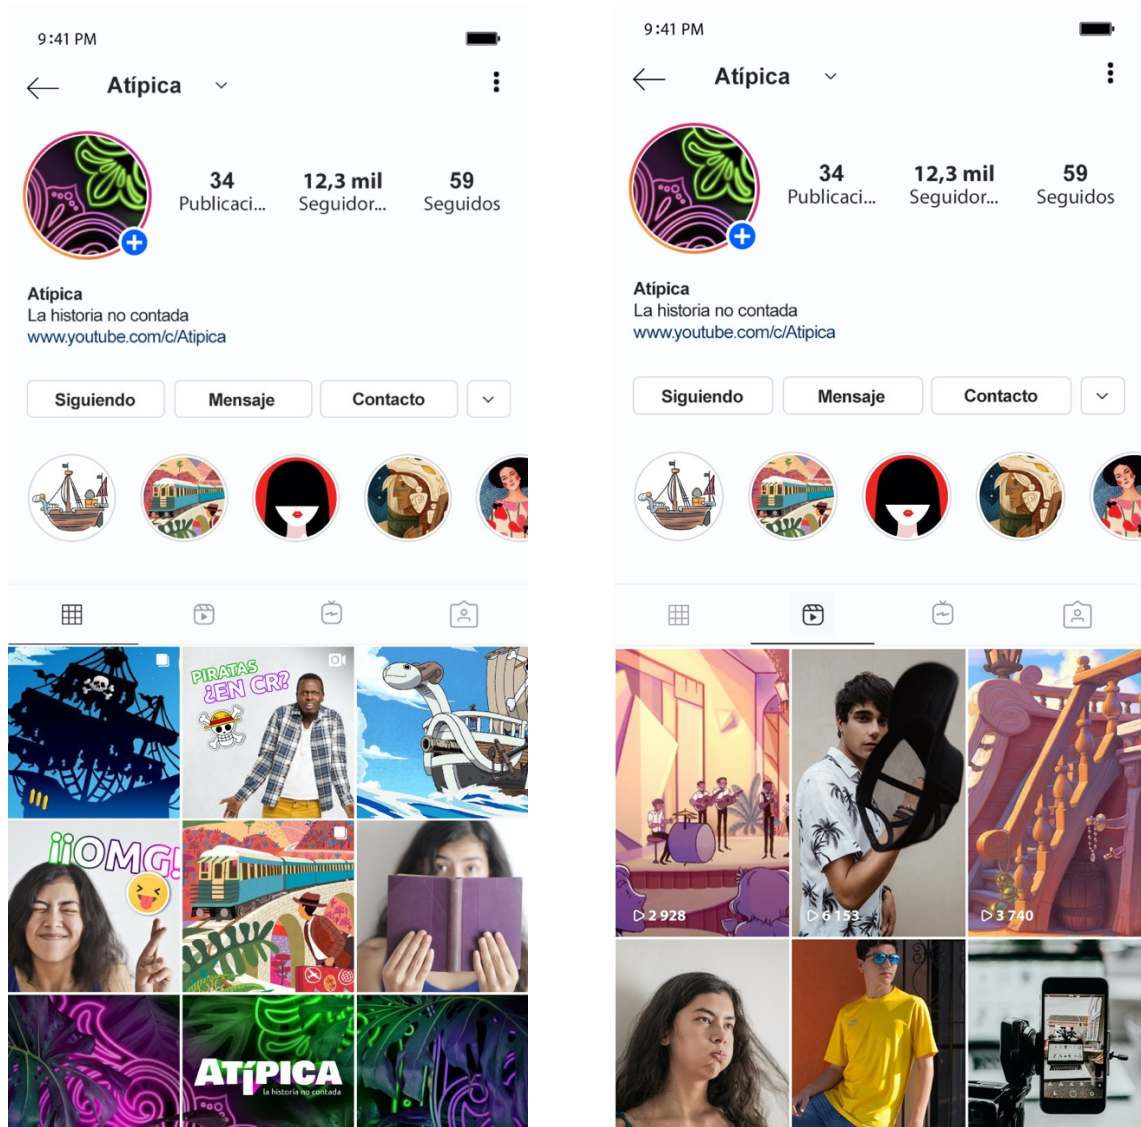 9:41 PM
Atípica
34
12,3 mil
59
Publicaci...
Seguidor...
Seguidos
Atípica
La historia no contada
www.youtube.com/c/Atipica
Siguiendo
Mensaje
Contacto
PIRATAS
¿EN CR?
¡¡OMG!
ATíPICA
la historia no contada
9:41 PM
Atípica
34
12,3 mil
59
Publicaci...
Seguidor...
Seguidos
Atípica
La historia no contada
www.youtube.com/c/Atipica
Siguiendo
Mensaje
Contacto
2 928
6 153
3 740